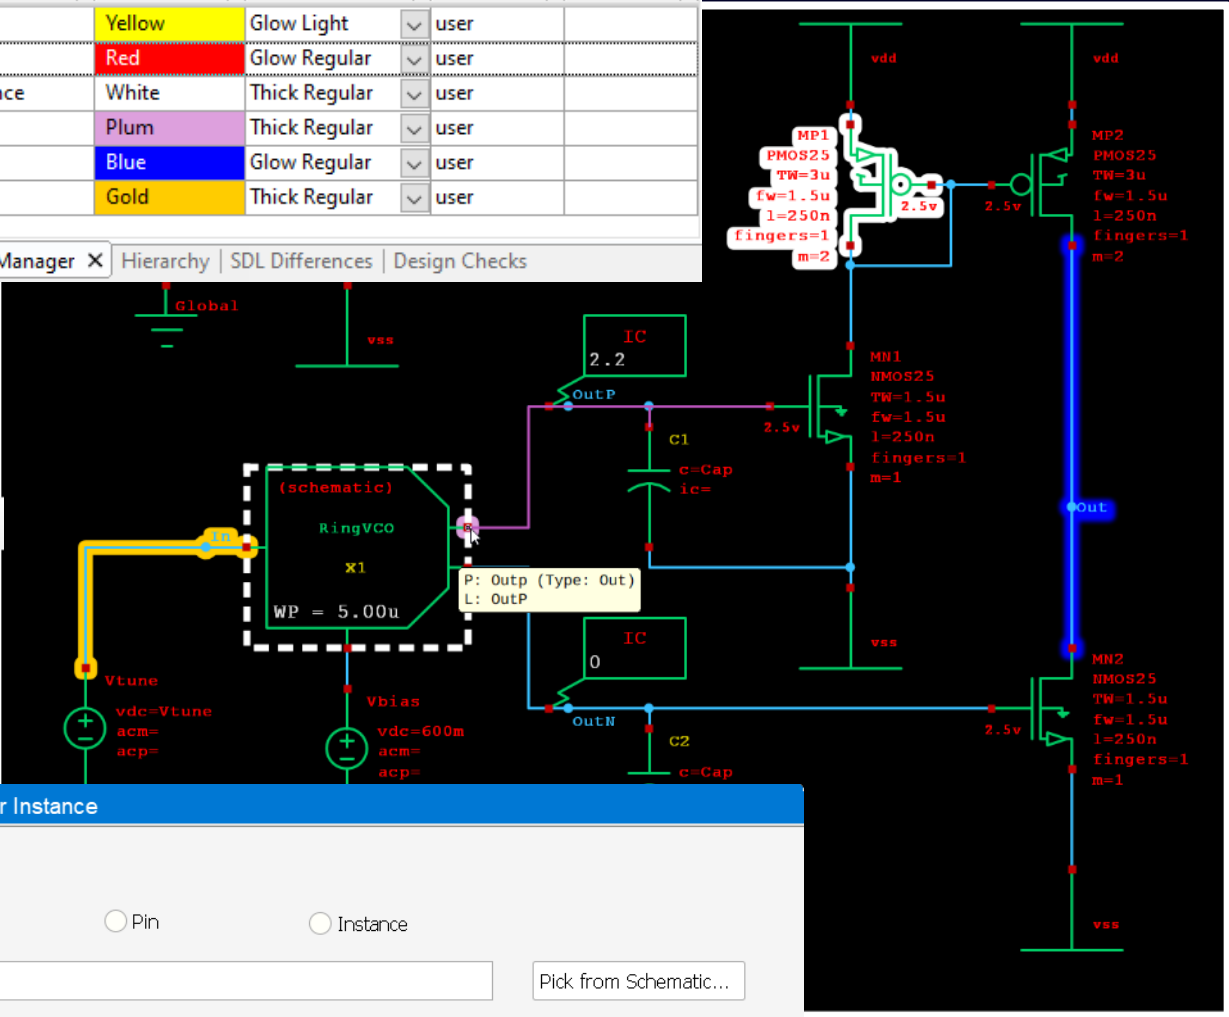 Yellow Glow Light user
Red Glow Regular user
nce White Thick Regular user
Plum Thick Regular user
Blue Glow Regular user
Gold Thick Regular user
Manager Hierarchy SDL Differences Design Checks
vdd
vdd
MP1
PMOS25
TW=3u
fw=1.5u
l=250n
fingers=1
m=2
2.5v
MP2
PMOS25
TW=3u
fw=1.5u
l=250n
fingers=1
m=2
2.5v
Global
vss
IC
2.2
OutP
C1
c=Cap
ic=
MN1
NMOS25
TW=1.5u
fw=1.5u
l=250n
fingers=1
m=1
2.5v
(schematic)
RingVCO
X1
WP = 5.00u
In
Out
P: Outp (Type: Out)
L: OutP
IC
0
OutN
C2
c=Cap
vss
Vtune
vdc=Vtune
acm=
acp=
Vbias
vdc=600m
acm=
acp=
MN2
NMOS25
TW=1.5u
fw=1.5u
l=250n
fingers=1
m=1
2.5v
vss
r Instance
Pin Instance
Pick from Schematic...